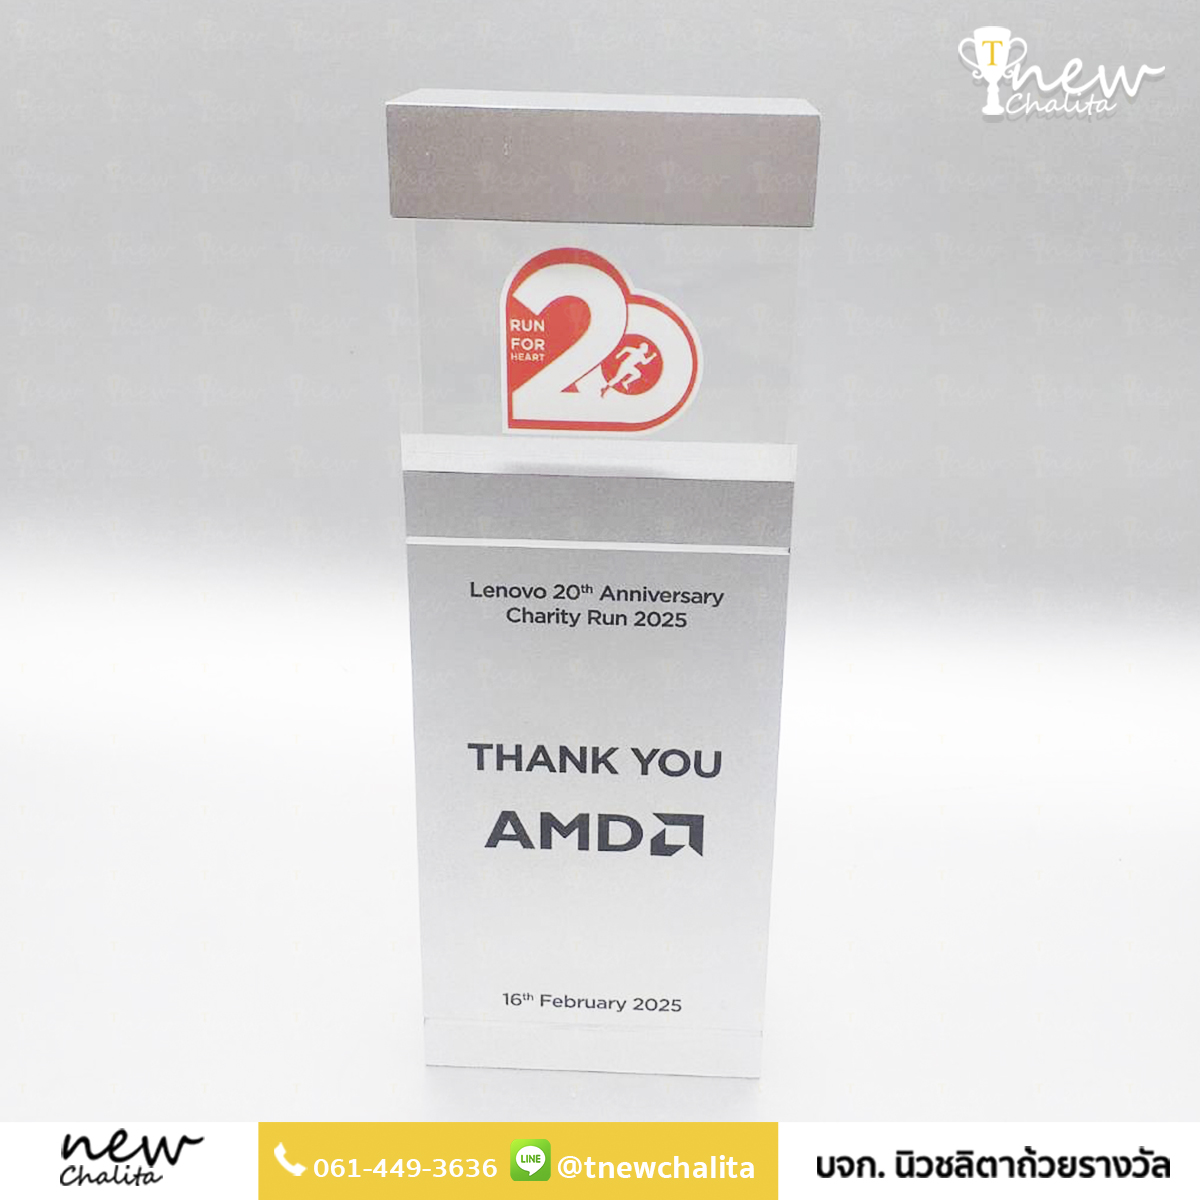 T new
Chalita
20
RUN
FOR
HEART
Lenovo 20th Anniversary
Charity Run 2025
THANK YOU
AMD
16th February 2025
new
Chalita
061-449-3636
LINE
@tnewchalita
บจก. นิวชลิตาถ้วยรางวัล